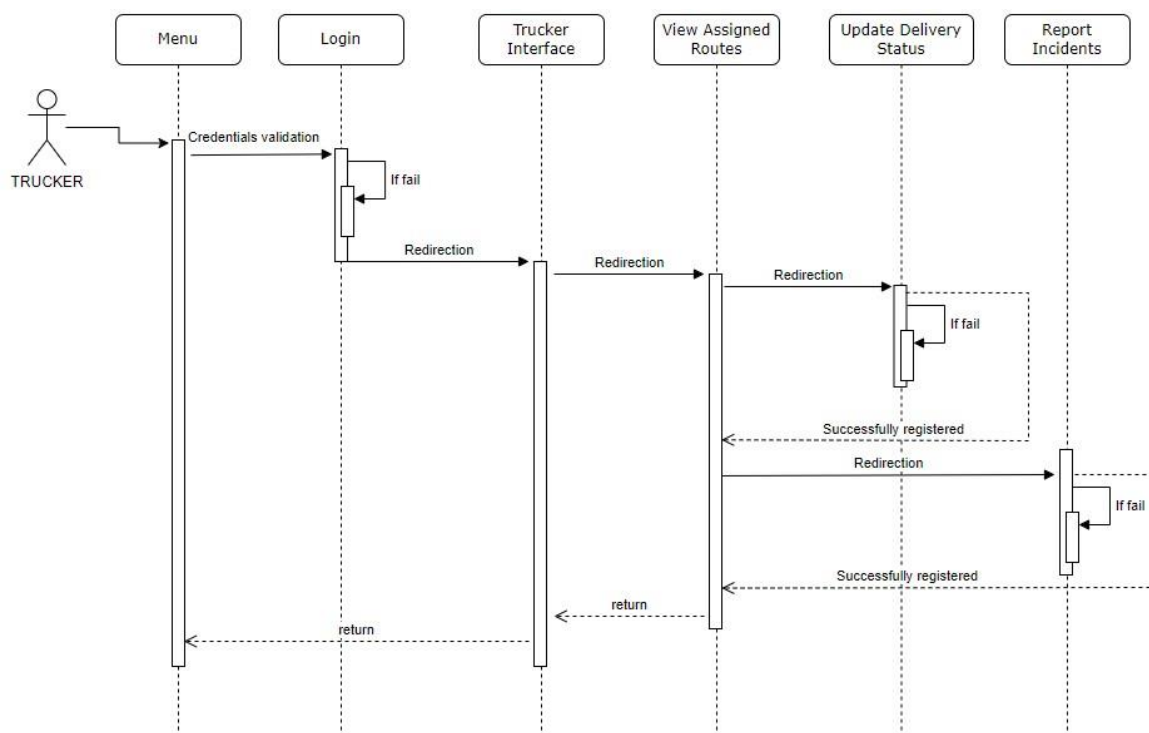 Menu
Login
Trucker
Interface
View Assigned
Routes
Update Delivery
Status
Report
Incidents
TRUCKER
Credentials validation
If fail
Redirection
Redirection
Redirection
If fail
Successfully registered
Redirection
If fail
Successfully registered
return
return